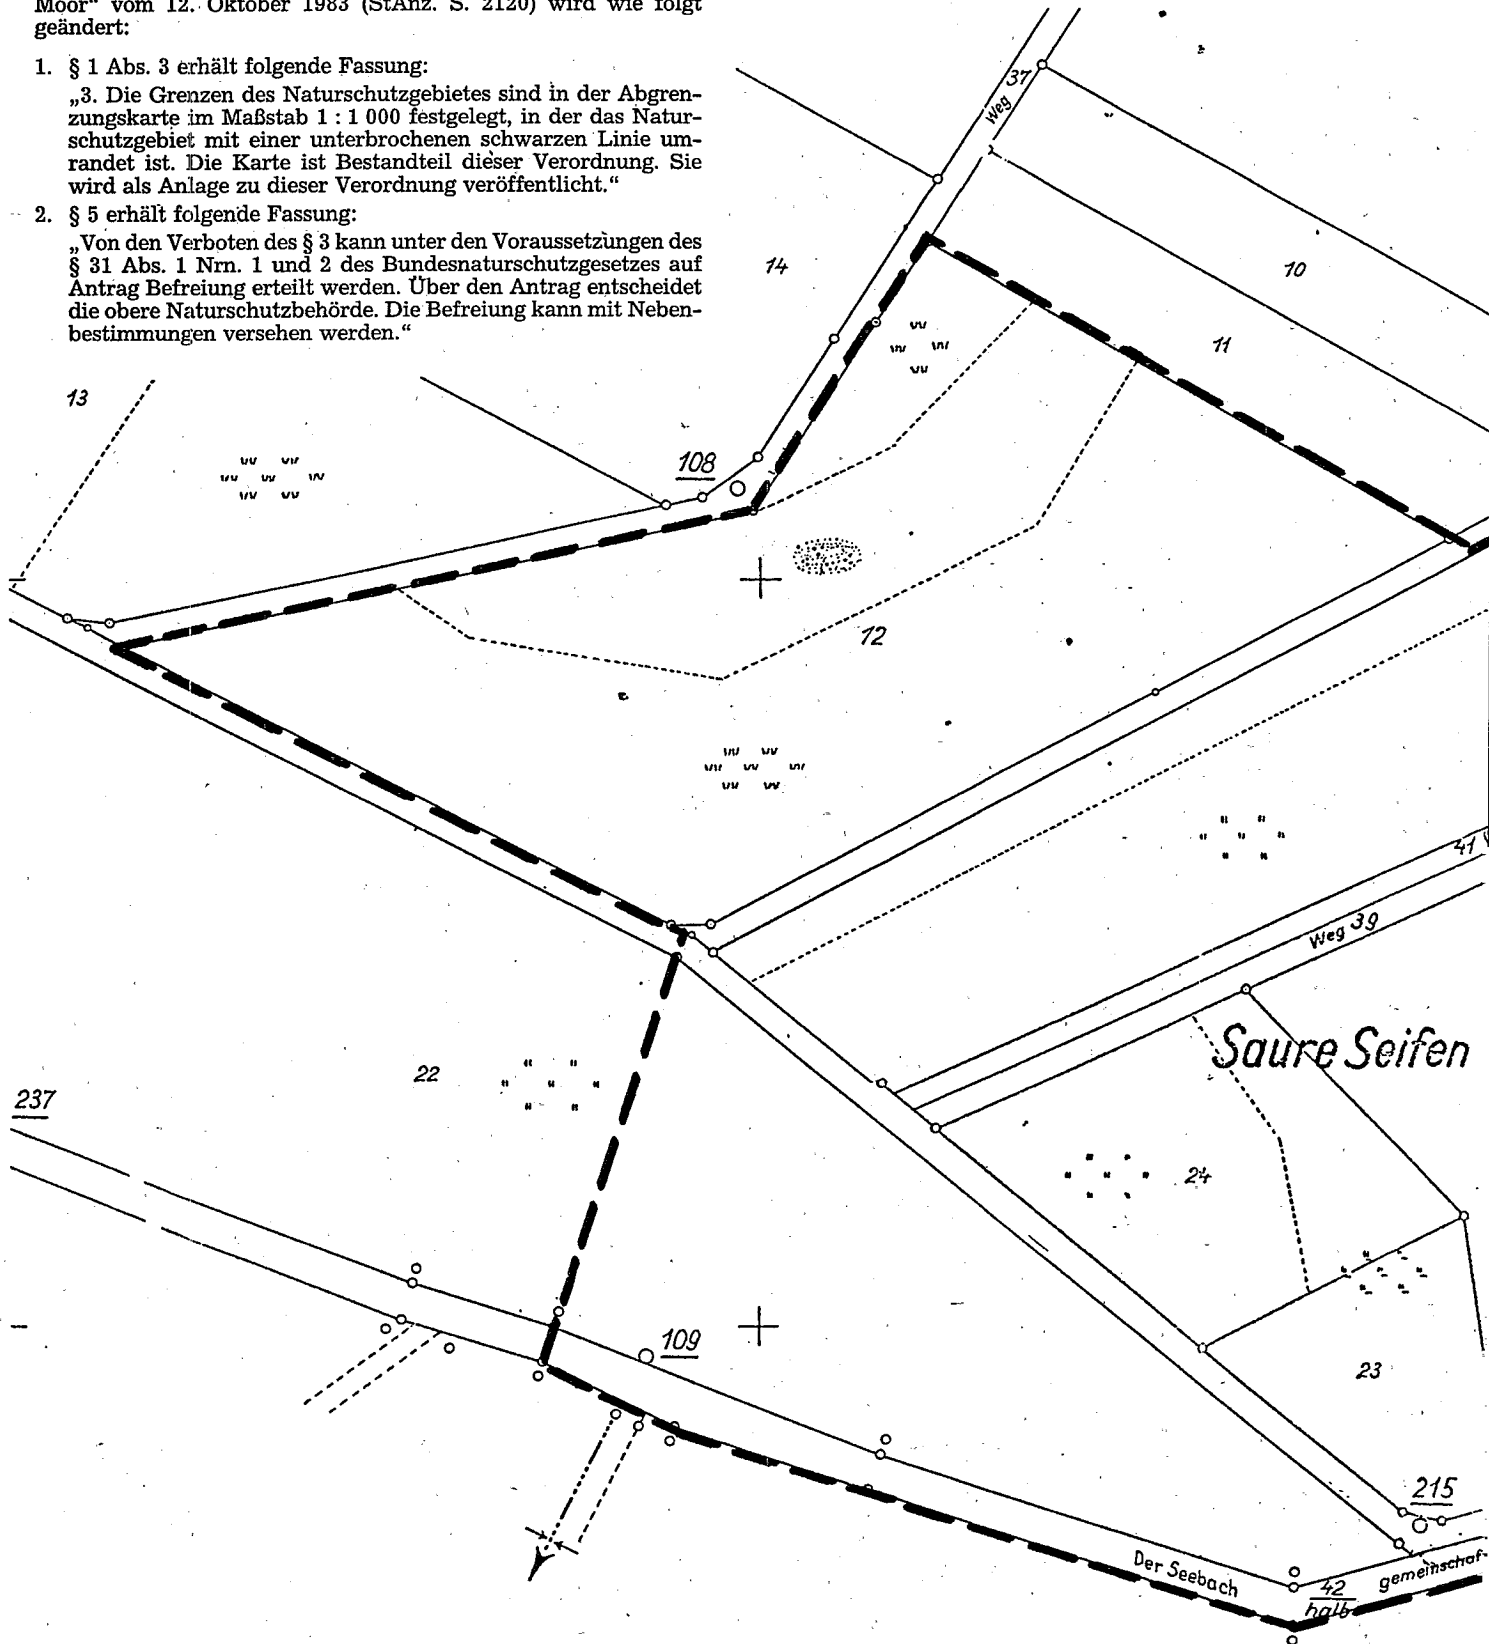 Moor“ vom 12. Oktober 1983 (StAnz. S. 2120) wird wie folgt
geändert:
1. § 1 Abs. 3 erhält folgende Fassung:
„3. Die Grenzen des Naturschutzgebietes sind in der Abgren-
zungskarte im Maßstab 1 : 1 000 festgelegt, in der das Natur-
schutzgebiet mit einer unterbrochenen schwarzen Linie um-
randet ist. Die Karte ist Bestandteil dieser Verordnung. Sie
wird als Anlage zu dieser Verordnung veröffentlicht.“
2. § 5 erhält folgende Fassung:
„Von den Verboten des § 3 kann unter den Voraussetzungen des
§ 31 Abs. 1 Nrn. 1 und 2 des Bundesnaturschutzgesetzes auf
Antrag Befreiung erteilt werden. Über den Antrag entscheidet
die obere Naturschutzbehörde. Die Befreiung kann mit Neben-
bestimmungen versehen werden.“
Weg 37
14
10
11
13
108
12
41
Weg 39
Saure Seifen
22
237
24
109
23
215
Der Seebach
42
halb
gemeinschaf-